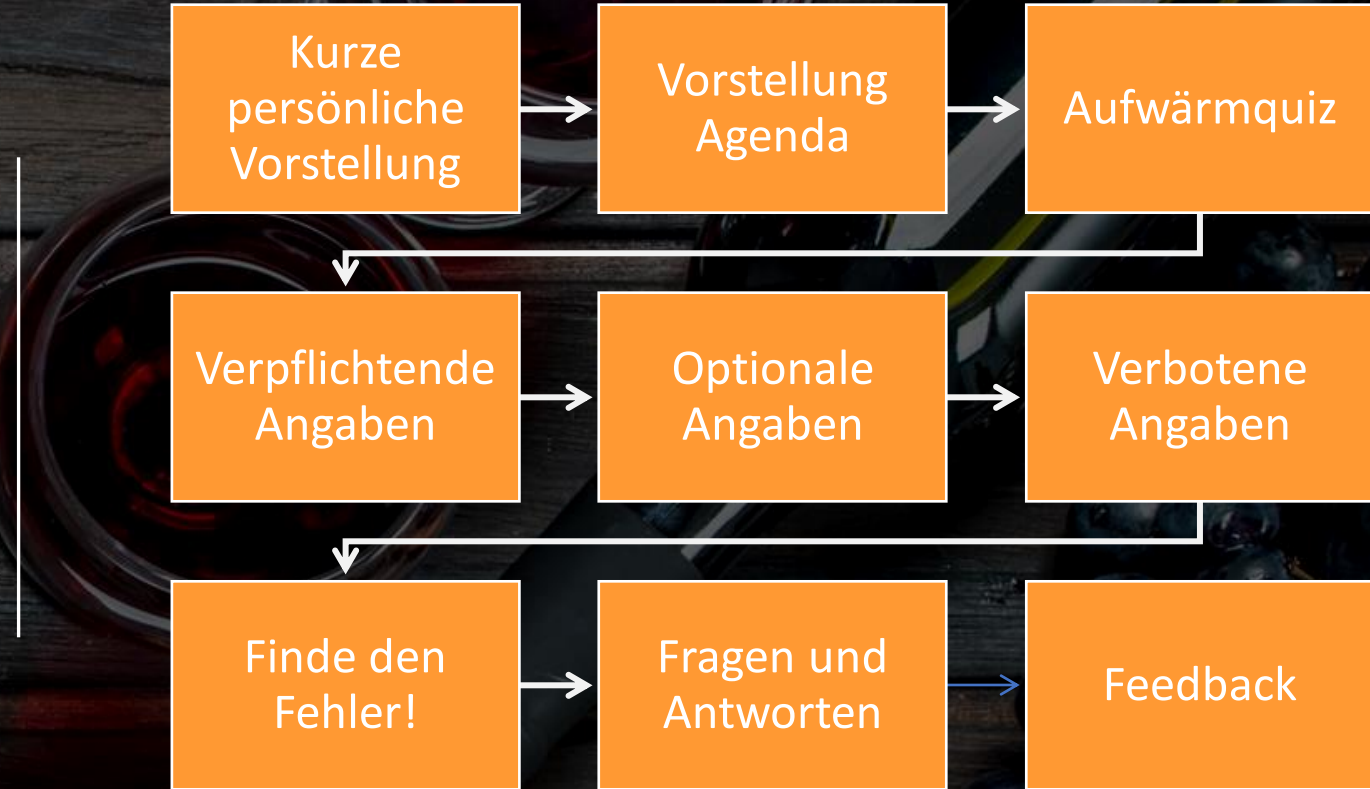 Kurze
persönliche
Vorstellung
Vorstellung
Agenda
Aufwärmquiz
Verpflichtende
Angaben
Optionale
Angaben
Verbotene
Angaben
Finde den
Fehler!
Fragen und
Antworten
Feedback